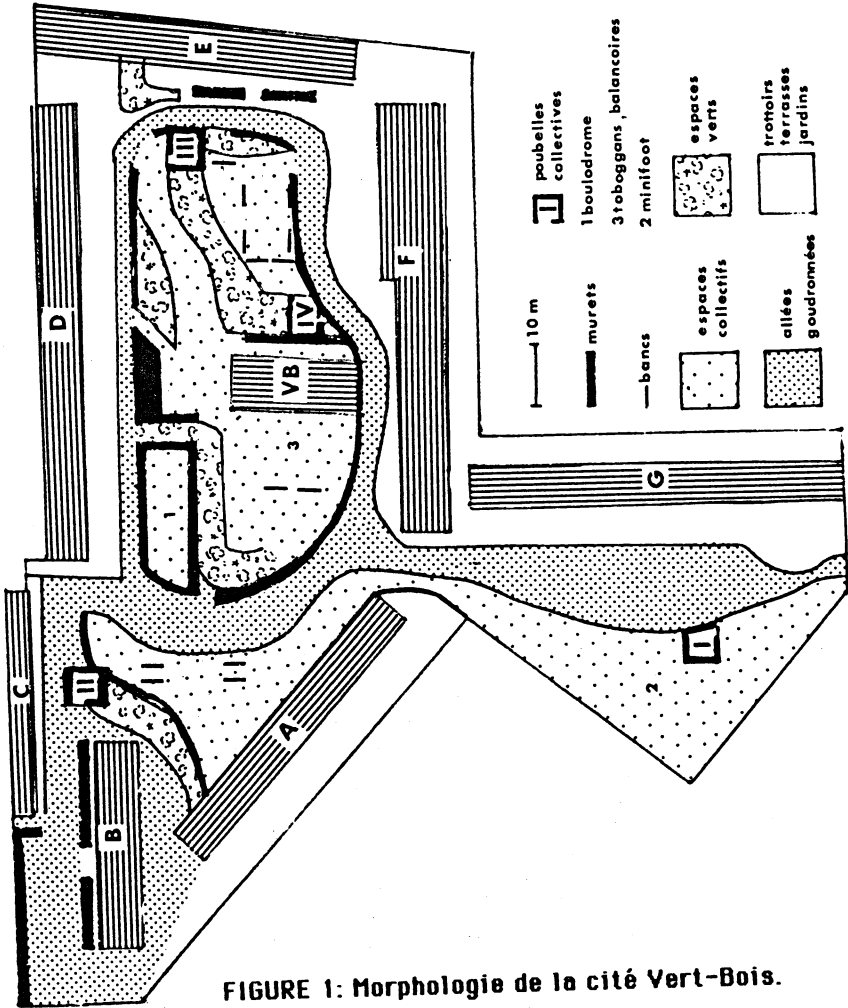 E
D
III
IV
F
VB
3
1
G
C
II
B
A
2
I
I poubelles
collectives
1 boulodrome
3 toboggans, balancoires
2 minifoot
espaces
verts
trottoirs
terrasses
jardins
10 m
murets
bancs
espaces
collectifs
allées
goudronnées
FIGURE 1: Morphologie de la cité Vert-Bois.